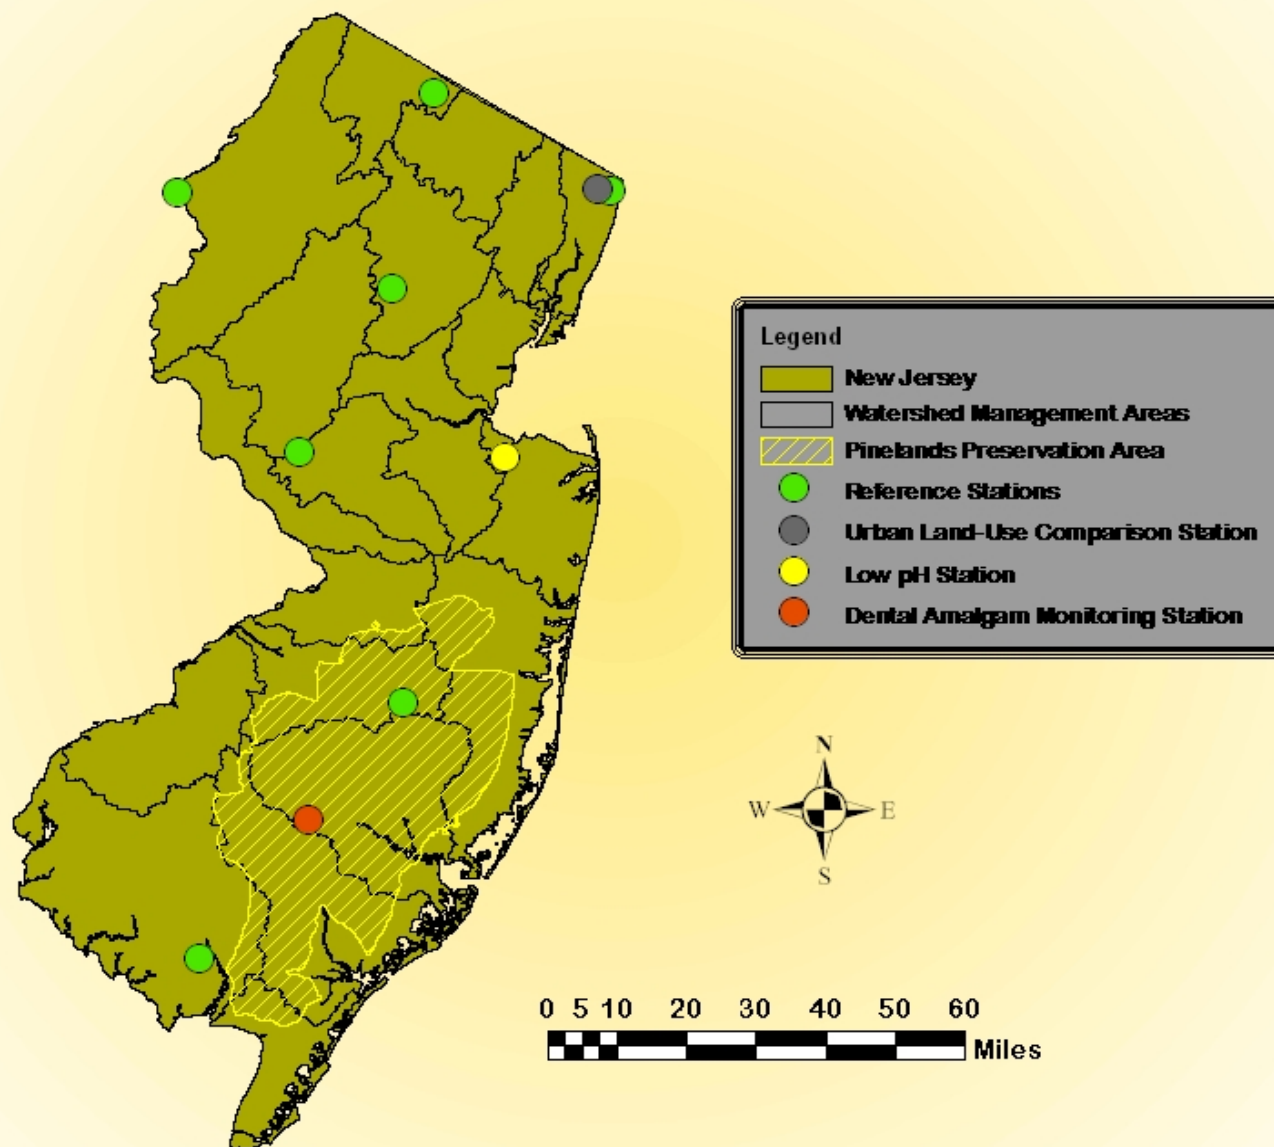 Legend
New Jersey
Watershed Management Areas
Pinelands Preservation Area
Reference Stations
Urban Land-Use Comparison Station
Low pH Station
Dental Amalgam Monitoring Station
N
W E
S
0 5 10 20 30 40 50 60
Miles